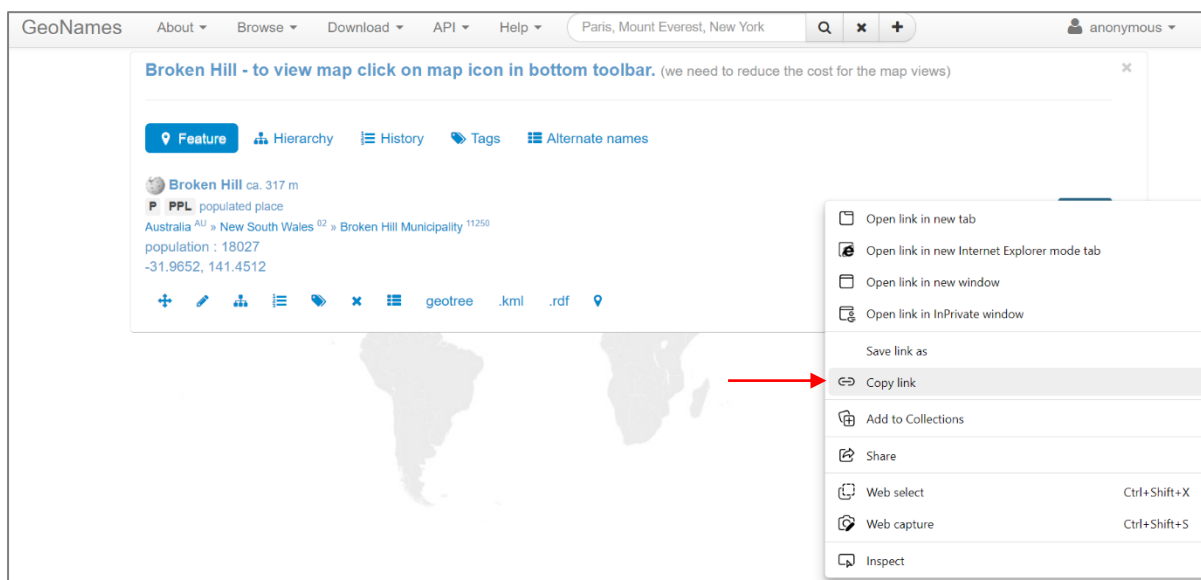 GeoNames About Browse Download API Help Paris, Mount Everest, New York anonymous
Broken Hill - to view map click on map icon in bottom toolbar. (we need to reduce the cost for the map views)
Feature Hierarchy History Tags Alternate names
Broken Hill ca. 317 m
P PPL populated place
Australia AU » New South Wales 02 » Broken Hill Municipality 11250
population : 18027
-31.9652, 141.4512
geotree .kml .rdf
Open link in new tab
Open link in new Internet Explorer mode tab
Open link in new window
Open link in InPrivate window
Save link as
Copy link
Add to Collections
Share
Web select Ctrl+Shift+X
Web capture Ctrl+Shift+S
Inspect